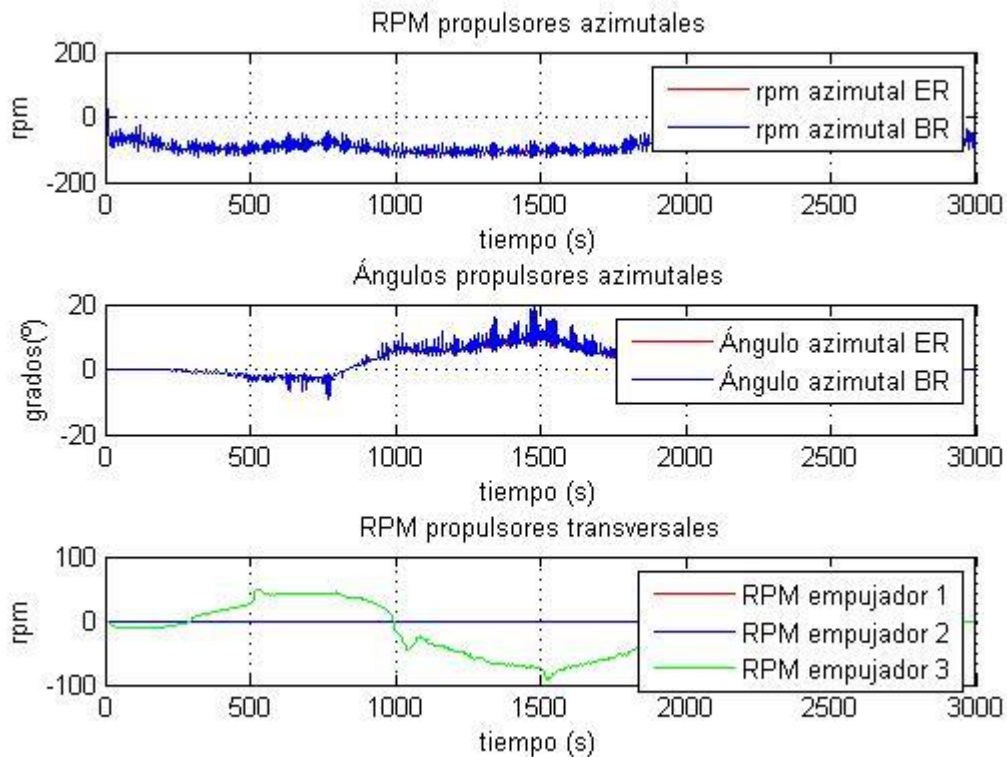 RPM propulsores azimutales
200
0
-200
rpm
rpm azimutal ER
rpm azimutal BR
0 500 1000 1500 2000 2500 3000
tiempo (s)
Ángulos propulsores azimutales
20
0
-20
grados(º)
Ángulo azimutal ER
Ángulo azimutal BR
0 500 1000 1500 2000 2500 3000
tiempo (s)
RPM propulsores transversales
100
0
-100
rpm
RPM empujador 1
RPM empujador 2
RPM empujador 3
0 500 1000 1500 2000 2500 3000
tiempo (s)